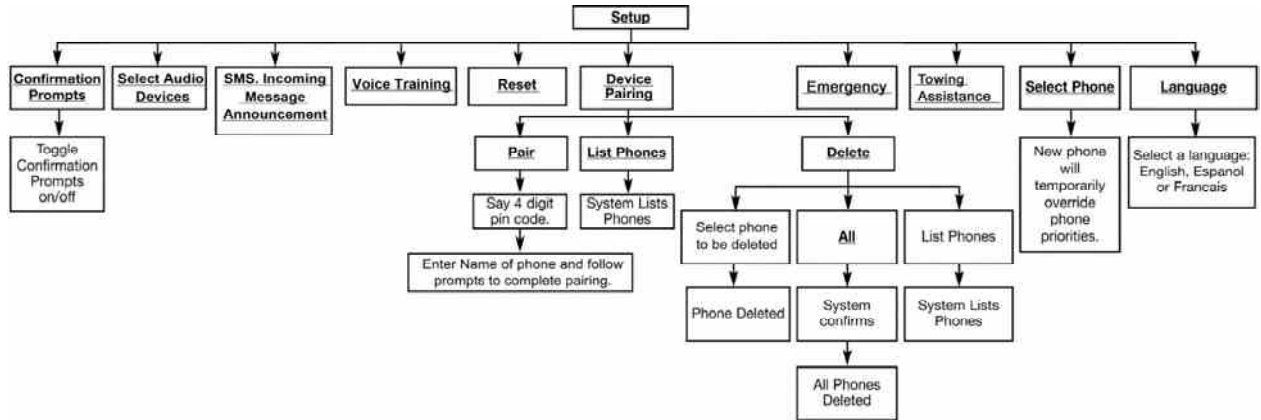 Setup
Confirmation
Prompts
Select Audio
Devices
SMS. Incoming
Message
Announcement
Voice Training
Reset
Device
Pairing
Emergency
Towing
Assistance
Select Phone
Language
Toggle
Confirmation
Prompts
on/off
Pair
List Phones
Delete
New phone
will
temporarily
override
phone
priorities.
Select a language;
English, Espanol
or Francais
Say 4 digit
pin code.
System Lists
Phones
Enter Name of phone and follow
prompts to complete pairing.
Select phone
to be deleted
All
List Phones
Phone Deleted
System
confirms
System Lists
Phones
All Phones
Deleted